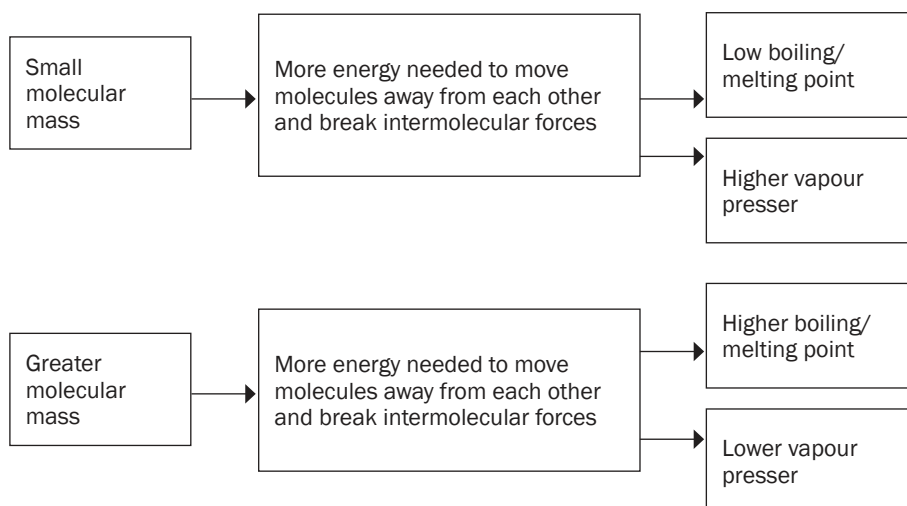 Small
molecular
mass
More energy needed to move
molecules away from each other
and break intermolecular forces
Low boiling/
melting point
Higher vapour
presser
Greater
molecular
mass
More energy needed to move
molecules away from each other
and break intermolecular forces
Higher boiling/
melting point
Lower vapour
presser